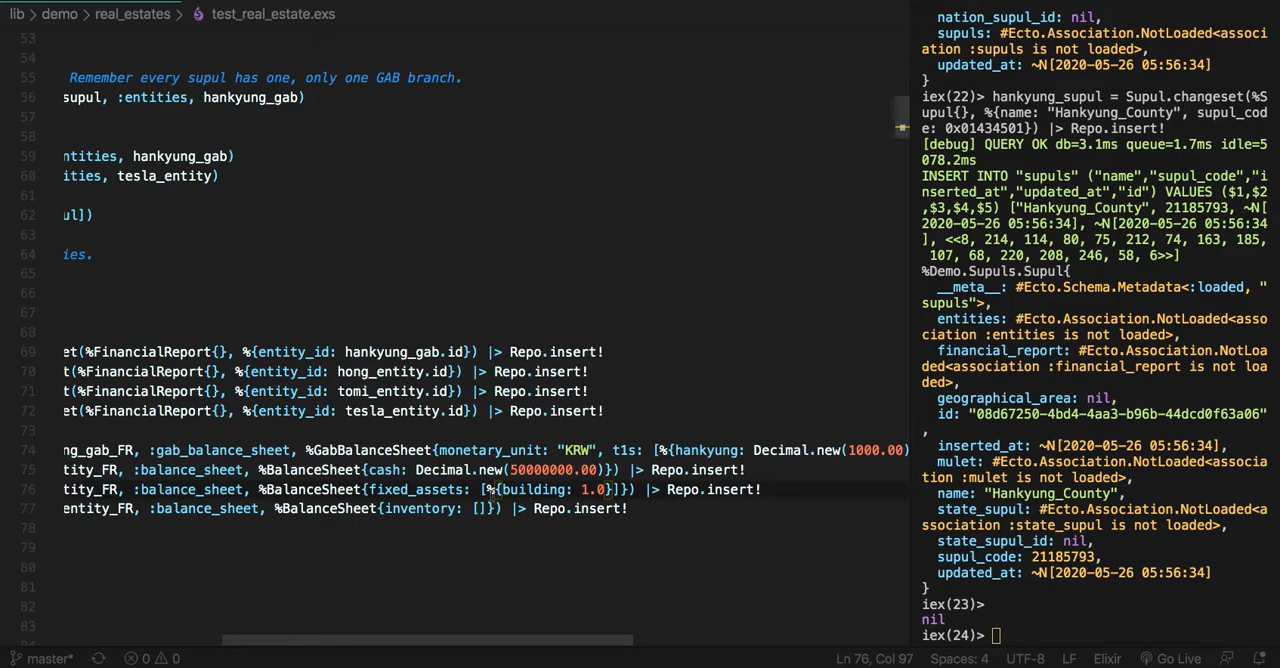 lib > demo > real_estates > test_real_estate.exs
53
54
55 Remember every supul has one, only one GAB branch.
56 supul, :entities, hankyung_gab)
57
58
59 ntities, hankyung_gab)
60 ities, tesla_entity)
61
62 ul])
63
64 ies.
65
66
67
68
69 et(%FinancialReport{}, %{entity_id: hankyung_gab.id}) |> Repo.insert!
70 t(%FinancialReport{}, %{entity_id: hong_entity.id}) |> Repo.insert!
71 t(%FinancialReport{}, %{entity_id: tomi_entity.id}) |> Repo.insert!
72 et(%FinancialReport{}, %{entity_id: tesla_entity.id}) |> Repo.insert!
73
74 ng_gab_FR, :gab_balance_sheet, %GabBalanceSheet{monetary_unit: "KRW", t1s: [%{hankyung: Decimal.new(1000.00)
75 tity_FR, :balance_sheet, %BalanceSheet{cash: Decimal.new(50000000.00)}) |> Repo.insert!
76 tity_FR, :balance_sheet, %BalanceSheet{fixed_assets: [%{building: 1.0}]}) |> Repo.insert!
77 entity_FR, :balance_sheet, %BalanceSheet{inventory: []}) |> Repo.insert!
78
79
80
81
82
83
84
nation_supul_id: nil,
supuls: #Ecto.Association.NotLoaded<associ
ation :supuls is not loaded>,
updated_at: ~N[2020-05-26 05:56:34]
}
iex(22)> hankyung_supul = Supul.changeset(%S
upul{}, %{name: "Hankyung_County", supul_cod
e: 0x01434501}) |> Repo.insert!
[debug] QUERY OK db=3.1ms queue=1.7ms idle=5
078.2ms
INSERT INTO "supuls" ("name","supul_code","i
nserted_at","updated_at","id") VALUES ($1,$2
,$3,$4,$5) ["Hankyung_County", 21185793, ~N[
2020-05-26 05:56:34], ~N[2020-05-26 05:56:34
], <<8, 214, 114, 80, 75, 212, 74, 163, 185,
107, 68, 220, 208, 246, 58, 6>>]
%Demo.Supuls.Supul{
__meta__: #Ecto.Schema.Metadata<:loaded, "
supuls">,
entities: #Ecto.Association.NotLoaded<asso
ciation :entities is not loaded>,
financial_report: #Ecto.Association.NotLoa
ded<association :financial_report is not loa
ded>,
geographical_area: nil,
id: "08d67250-4bd4-4aa3-b96b-44dcd0f63a06"
,
inserted_at: ~N[2020-05-26 05:56:34],
mulet: #Ecto.Association.NotLoaded<associa
tion :mulet is not loaded>,
name: "Hankyung_County",
state_supul: #Ecto.Association.NotLoaded<a
ssociation :state_supul is not loaded>,
state_supul_id: nil,
supul_code: 21185793,
updated_at: ~N[2020-05-26 05:56:34]
}
iex(23)>
nil
iex(24)>
master* 0 0 Ln 76, Col 97 Spaces: 4 UTF-8 LF Elixir Go Live